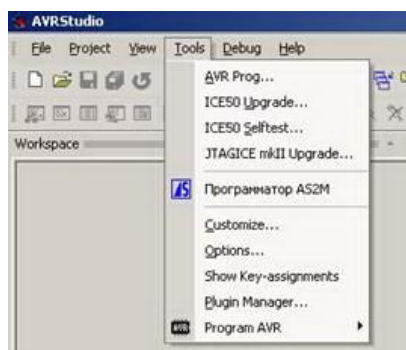 AVRStudio
File Project View Tools Debug Help
AVR Prog...
ICE50 Upgrade...
ICE50 Selftest...
JTAGICE mkII Upgrade...
Workspace
Программатор AS2M
Customize...
Options...
Show Key-assignments
Plugin Manager...
AVR Program AVR